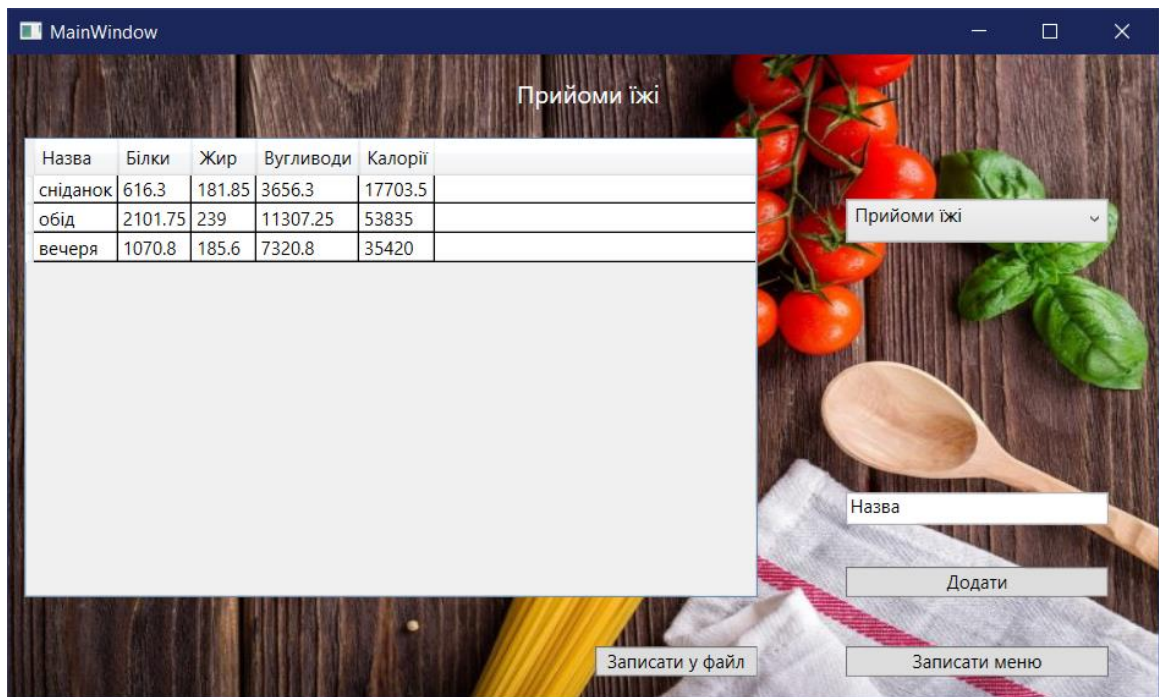 MainWindow
Прийоми їжі
Назва Білки Жир Вугливоди Калорії
сніданок 616.3 181.85 3656.3 17703.5
обід 2101.75 239 11307.25 53835
вечеря 1070.8 185.6 7320.8 35420
Прийоми їжі
Назва
Додати
Записати у файл
Записати меню